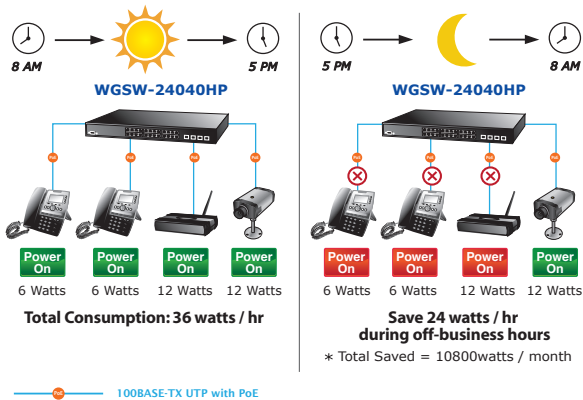 8 AM
5 PM
WGSW-24040HP
PoE PoE PoE PoE
Power On Power On Power On Power On
6 Watts 6 Watts 12 Watts 12 Watts
Total Consumption: 36 watts / hr
5 PM
8 AM
WGSW-24040HP
PoE PoE PoE PoE
Power On Power On Power On Power On
6 Watts 6 Watts 12 Watts 12 Watts
Save 24 watts / hr
during off-business hours
* Total Saved = 10800watts / month
PoE 100BASE-TX UTP with PoE